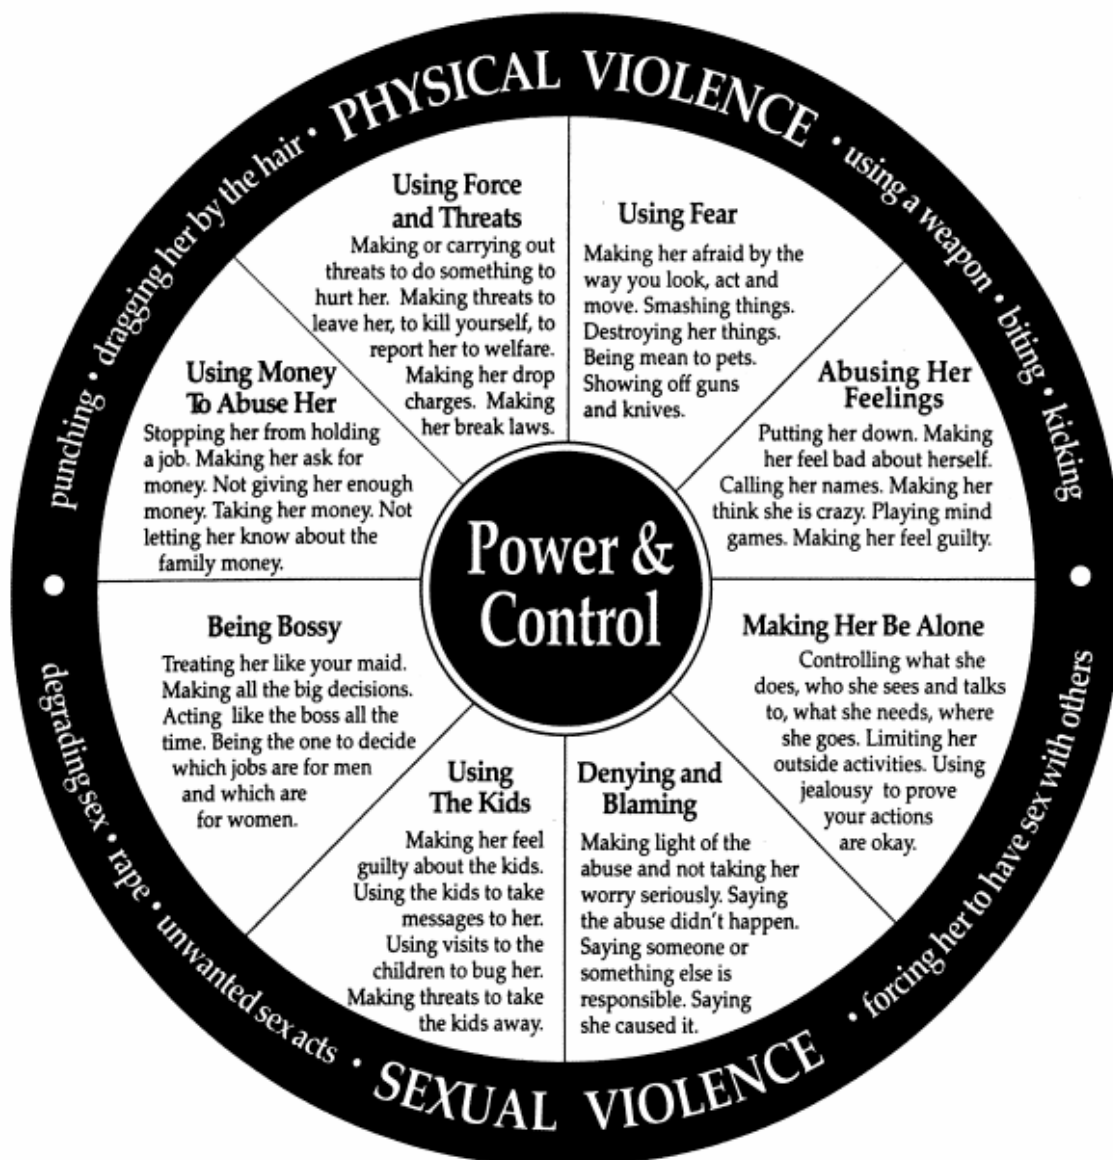 PHYSICAL VIOLENCE
• using a weapon • biting • kicking
punching • dragging her by the hair •
Using Force
and Threats
Making or carrying out
threats to do something to
hurt her. Making threats to
leave her, to kill yourself, to
report her to welfare.
Making her drop
charges. Making
her break laws.
Using Fear
Making her afraid by the
way you look, act and
move. Smashing things.
Destroying her things.
Being mean to pets.
Showing off guns
and knives.
Using Money
To Abuse Her
Stopping her from holding
a job. Making her ask for
money. Not giving her enough
money. Taking her money. Not
letting her know about the
family money.
Abusing Her
Feelings
Putting her down. Making
her feel bad about herself.
Calling her names. Making her
think she is crazy. Playing mind
games. Making her feel guilty.
Power &
Control
Being Bossy
Treating her like your maid.
Making all the big decisions.
Acting like the boss all the
time. Being the one to decide
which jobs are for men
and which are
for women.
Making Her Be Alone
Controlling what she
does, who she sees and talks
to, what she needs, where
she goes. Limiting her
outside activities. Using
jealousy to prove
your actions
are okay.
Using
The Kids
Making her feel
guilty about the kids.
Using the kids to take
messages to her.
Using visits to the
children to bug her.
Making threats to take
the kids away.
Denying and
Blaming
Making light of the
abuse and not taking her
worry seriously. Saying
the abuse didn't happen.
Saying someone or
something else is
responsible. Saying
she caused it.
degrading sex • rape • unwanted sex acts •
SEXUAL VIOLENCE
• forcing her to have sex with others